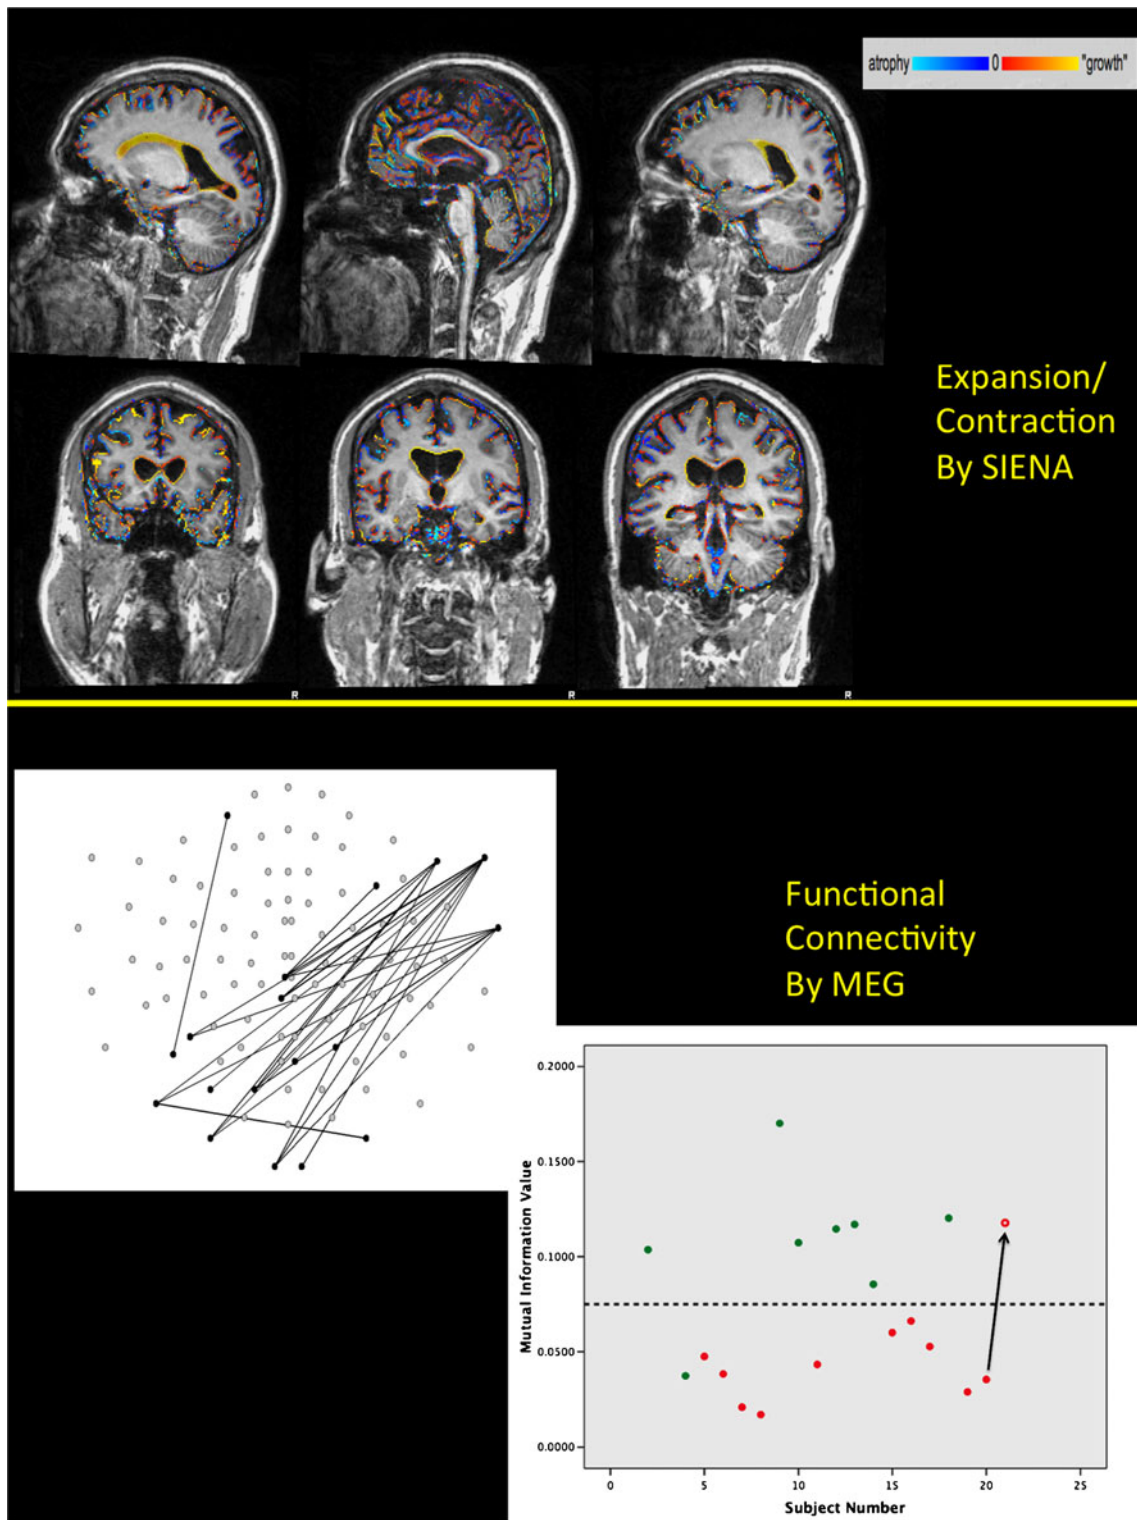 atrophy 0 "growth"
Expansion/
Contraction
By SIENA
R R R
Functional
Connectivity
By MEG
Mutual Information Value
0.2000
0.1500
0.1000
0.0500
0.0000
0 5 10 15 20 25
Subject Number